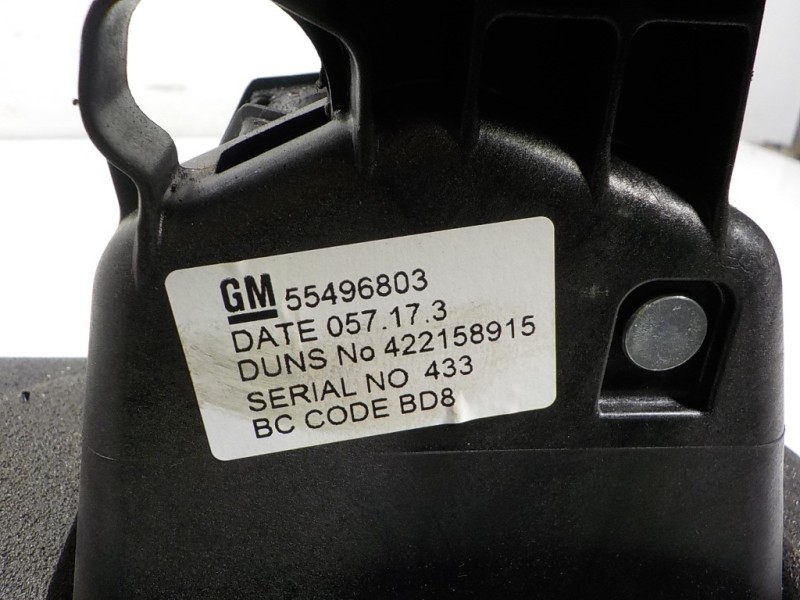 GM 55496803
DATE 057.17.3
DUNS No 422158915
SERIAL NO 433
BC CODE BD8